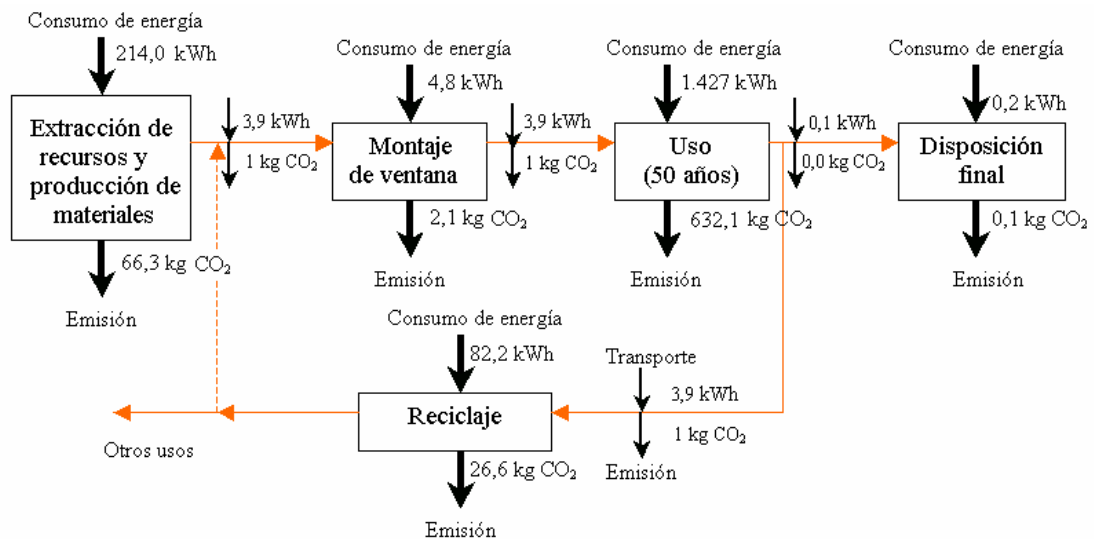 Consumo de energía
214,0 kWh
Extracción de
recursos y
producción de
materiales
66,3 kg CO₂
Emisión
3,9 kWh
1 kg CO₂
Consumo de energía
4,8 kWh
Montaje
de ventana
2,1 kg CO₂
Emisión
3,9 kWh
1 kg CO₂
Consumo de energía
1.427 kWh
Uso
(50 años)
632,1 kg CO₂
Emisión
0,1 kWh
0,0 kg CO₂
Consumo de energía
0,2 kWh
Disposición
final
0,1 kg CO₂
Emisión
Consumo de energía
82,2 kWh
Reciclaje
26,6 kg CO₂
Emisión
Transporte
3,9 kWh
1 kg CO₂
Emisión
Otros usos